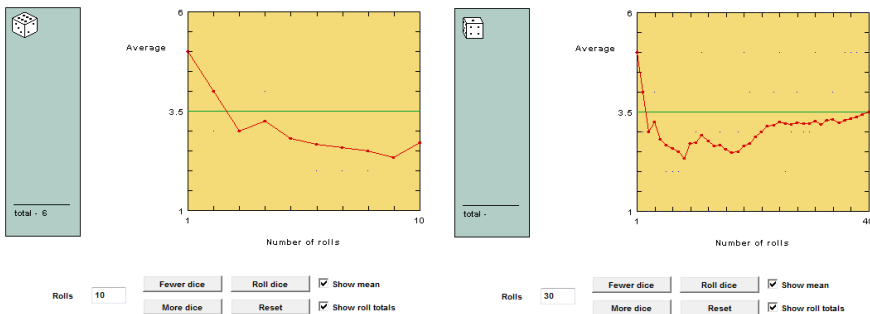 6
Average
3.5
total - 6
1
1
10
Number of rolls
Rolls
10
Fewer dice
Roll dice
Show mean
More dice
Reset
Show roll totals
6
Average
3.5
total -
1
1
40
Number of rolls
Rolls
30
Fewer dice
Roll dice
Show mean
More dice
Reset
Show roll totals